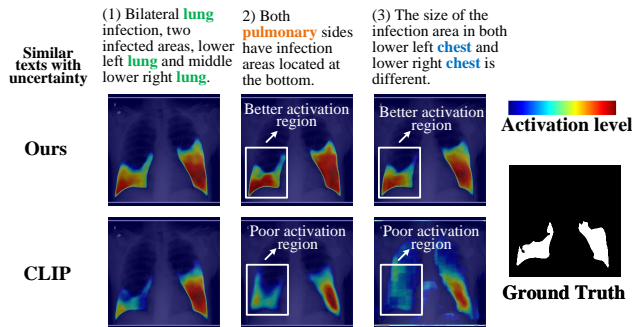 Similar
texts with
uncertainty
(1) Bilateral lung
infection, two
infected areas, lower
left lung and middle
lower right lung.
2) Both
pulmonary sides
have infection
areas located at
the bottom.
(3) The size of the
infection area in both
lower left chest and
lower right chest is
different.
Ours
Better activation
region
Better activation
region
Activation level
CLIP
Poor activation
region
Poor activation
region
Ground Truth